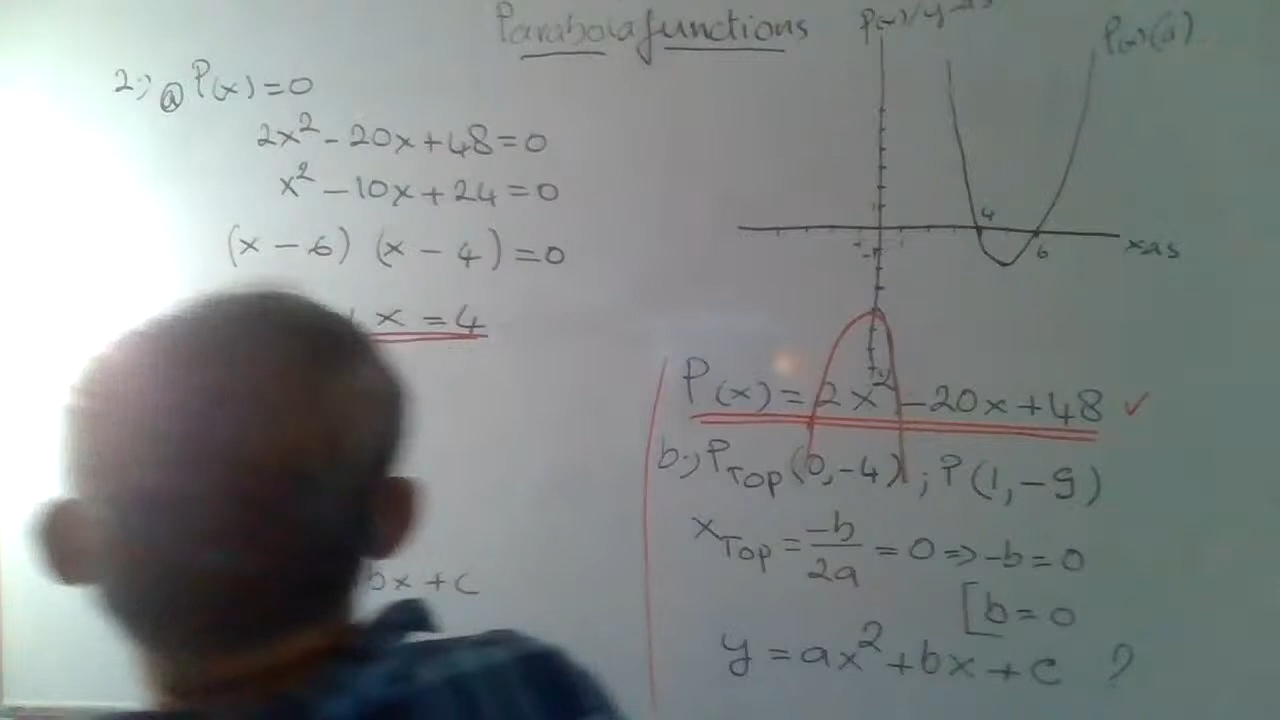 Parabola functions
2;) ⓐ P(x)=0
2x² - 20x + 48 = 0
x² - 10x + 24 = 0
(x - 6) (x - 4) = 0
x = 4
bx + c
4
6
x as
P(x) = 2x² - 20x + 48 ✓
b;) P_Top (0, -4) ; P(1, -9)
x_Top = -b/2a = 0 => -b = 0
[b = 0
y = ax² + bx + c ?